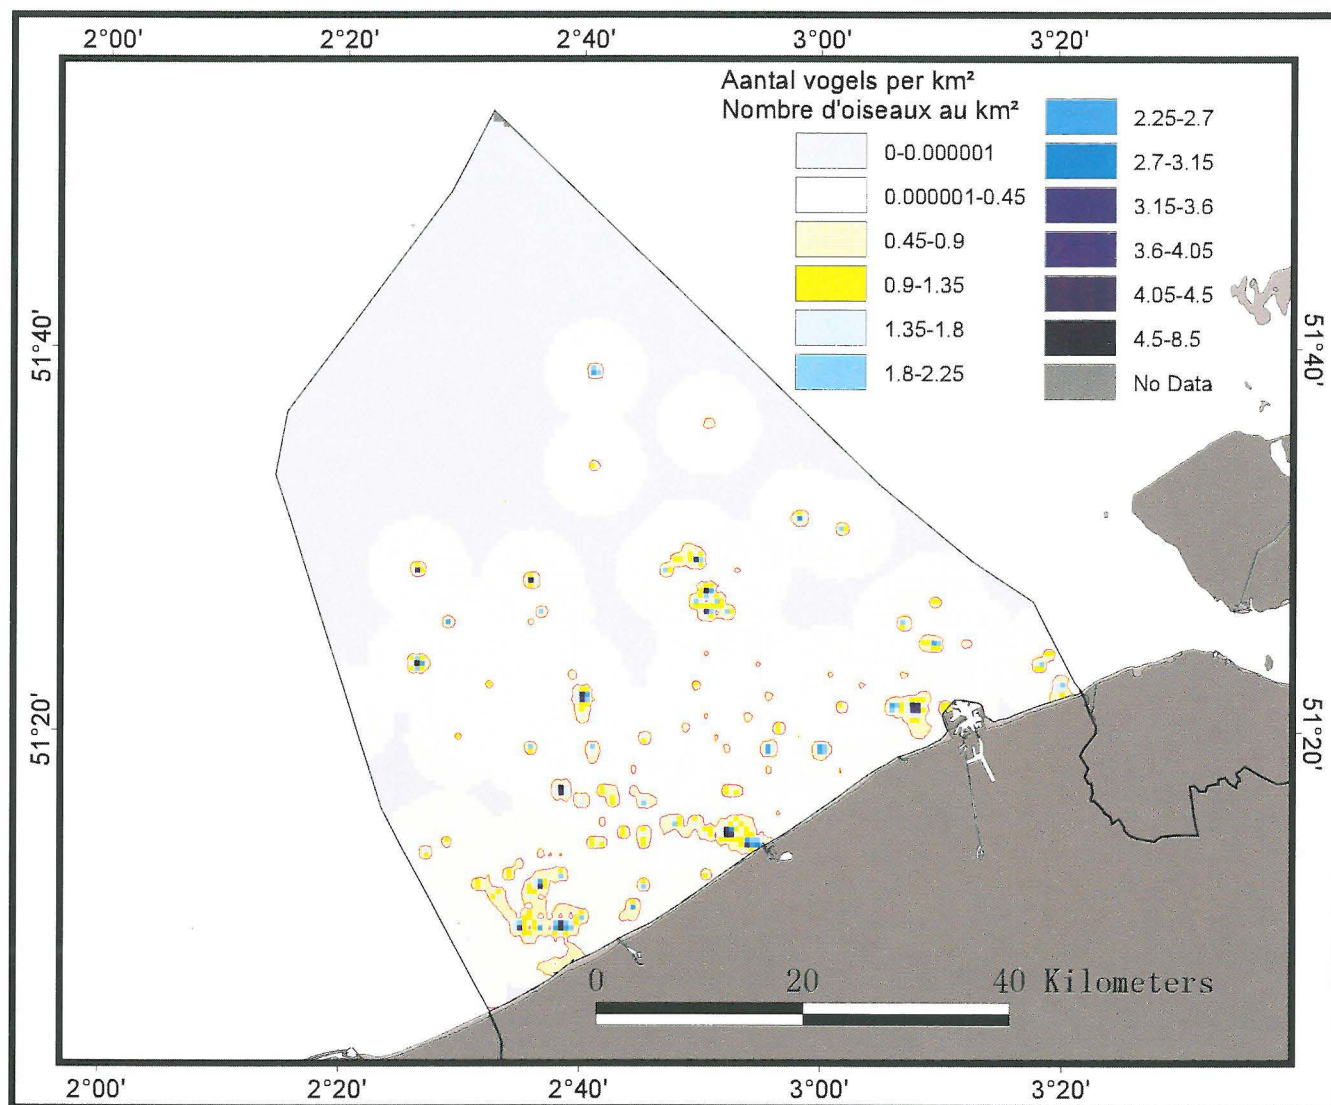 2°00' 2°20' 2°40' 3°00' 3°20'
Aantal vogels per km²
Nombre d'oiseaux au km²
0-0.000001
0.000001-0.45
0.45-0.9
0.9-1.35
1.35-1.8
1.8-2.25
2.25-2.7
2.7-3.15
3.15-3.6
3.6-4.05
4.05-4.5
4.5-8.5
No Data
51°40'
51°20'
51°40'
51°20'
0 20 40 Kilometers
2°00' 2°20' 2°40' 3°00' 3°20'